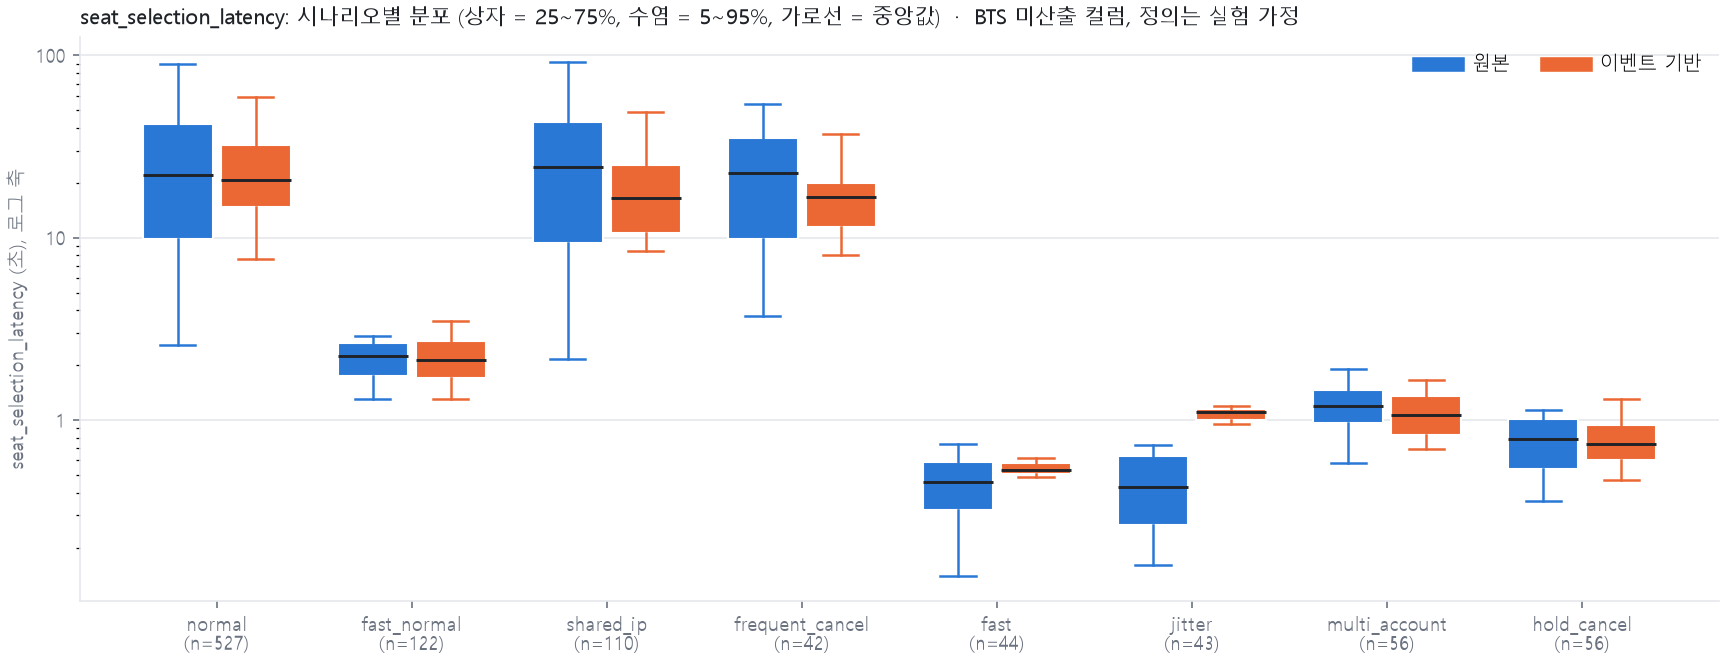 seat_selection_latency: 시나리오별 분포 (상자 = 25~75%, 수염 = 5~95%, 가로선 = 중앙값) · BTS 미산출 컬럼, 정의는 실험 가정
원본 이벤트 기반
seat_selection_latency (초), 로그 축
100
10
1
normal
(n=527)
fast_normal
(n=122)
shared_ip
(n=110)
frequent_cancel
(n=42)
fast
(n=44)
jitter
(n=43)
multi_account
(n=56)
hold_cancel
(n=56)